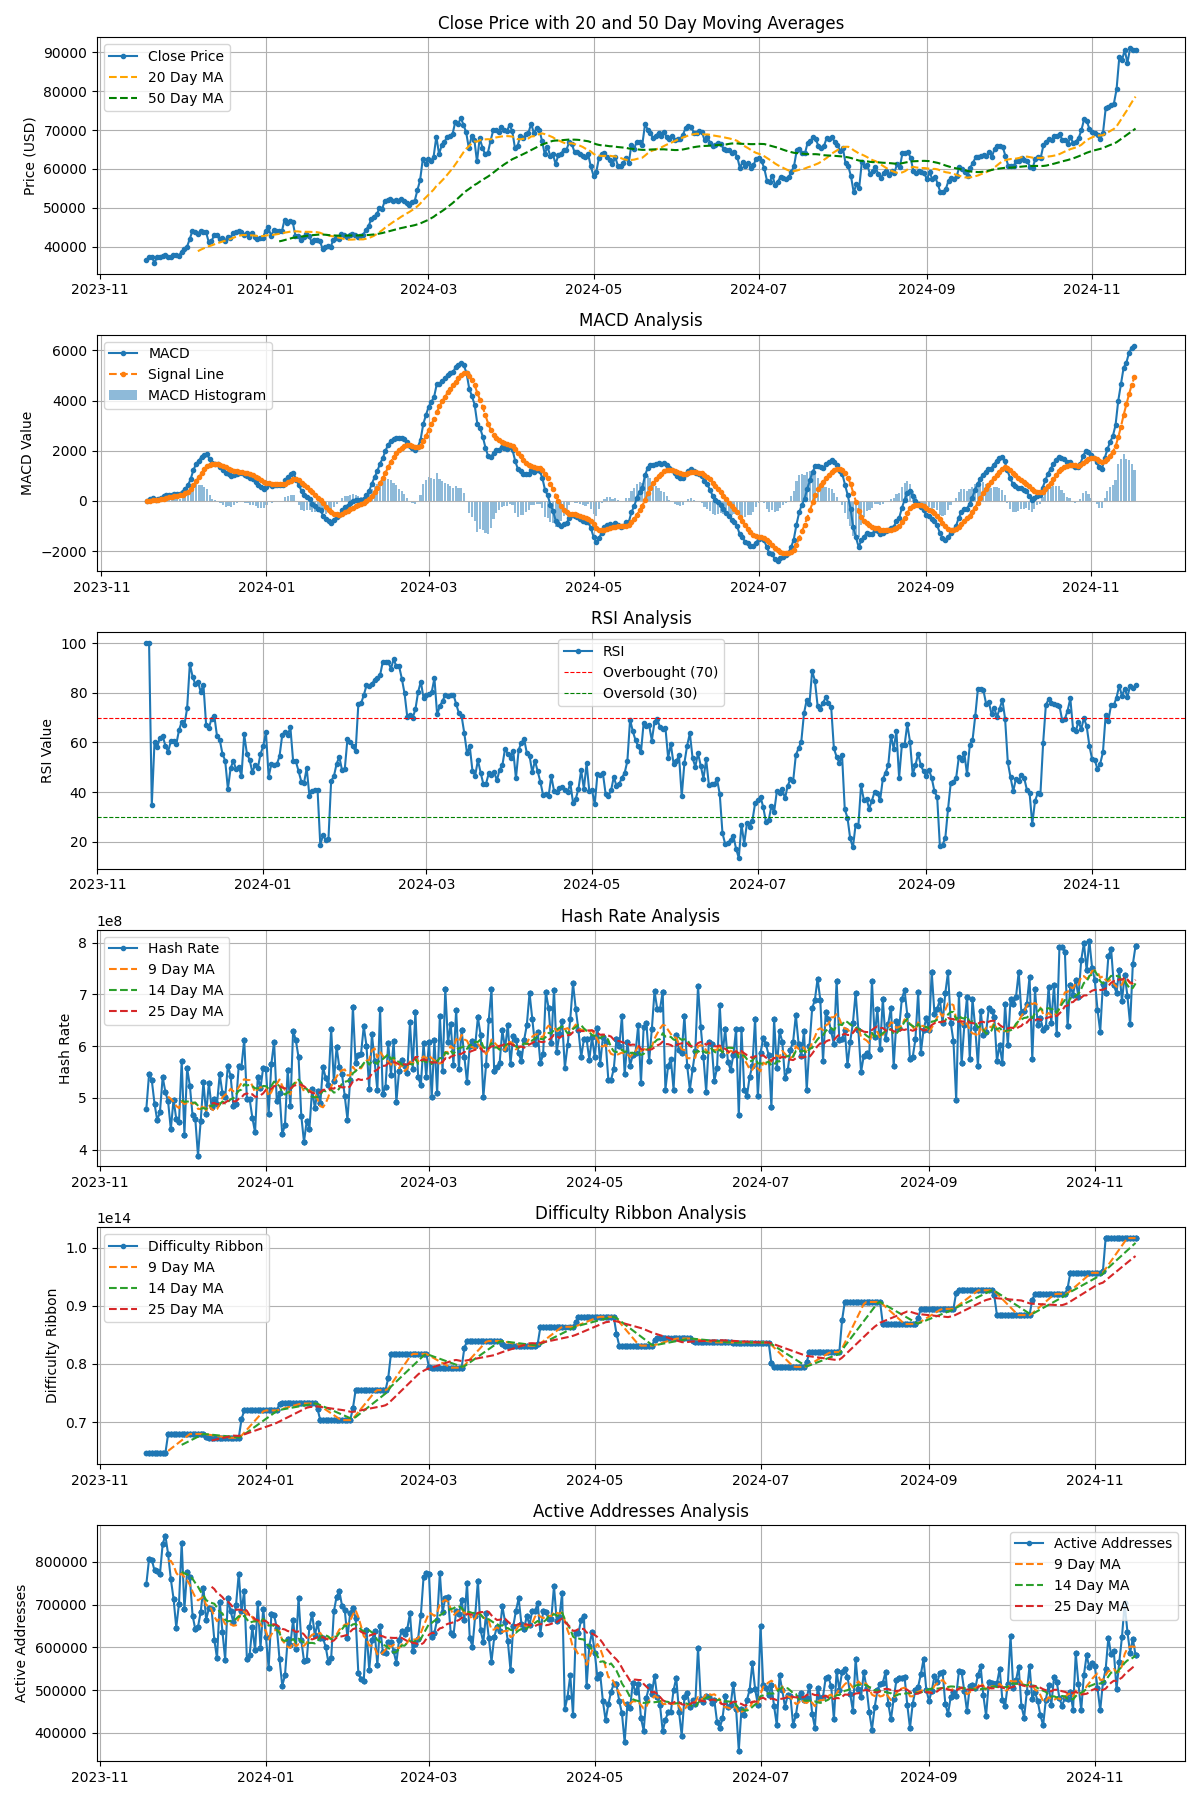 Close Price with 20 and 50 Day Moving Averages
Price (USD)
90000
80000
70000
60000
50000
40000
Close Price
20 Day MA
50 Day MA
2023-11 2024-01 2024-03 2024-05 2024-07 2024-09 2024-11
MACD Analysis
MACD Value
6000
4000
2000
0
−2000
MACD
Signal Line
MACD Histogram
2023-11 2024-01 2024-03 2024-05 2024-07 2024-09 2024-11
RSI Analysis
RSI Value
100
80
60
40
20
RSI
Overbought (70)
Oversold (30)
2023-11 2024-01 2024-03 2024-05 2024-07 2024-09 2024-11
Hash Rate Analysis
1e8
Hash Rate
8
7
6
5
4
Hash Rate
9 Day MA
14 Day MA
25 Day MA
2023-11 2024-01 2024-03 2024-05 2024-07 2024-09 2024-11
Difficulty Ribbon Analysis
1e14
Difficulty Ribbon
1.0
0.9
0.8
0.7
Difficulty Ribbon
9 Day MA
14 Day MA
25 Day MA
2023-11 2024-01 2024-03 2024-05 2024-07 2024-09 2024-11
Active Addresses Analysis
Active Addresses
800000
700000
600000
500000
400000
Active Addresses
9 Day MA
14 Day MA
25 Day MA
2023-11 2024-01 2024-03 2024-05 2024-07 2024-09 2024-11